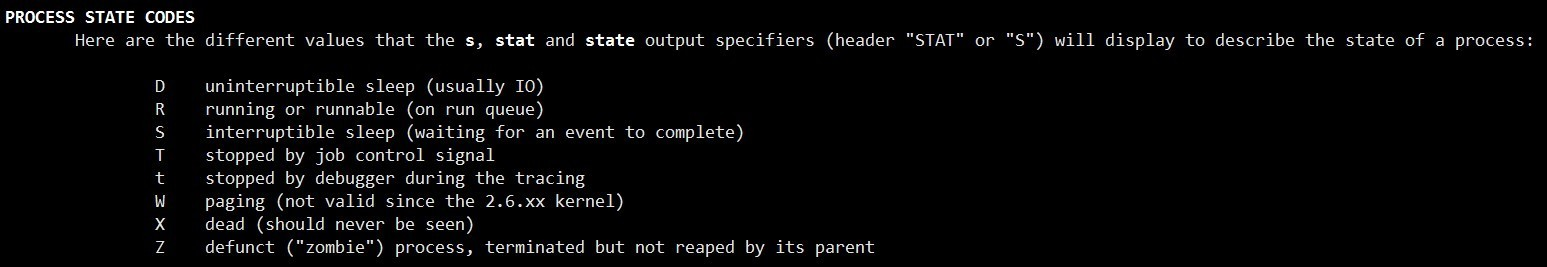 PROCESS STATE CODES
Here are the different values that the s, stat and state output specifiers (header "STAT" or "S") will display to describe the state of a process:
D uninterruptible sleep (usually IO)
R running or runnable (on run queue)
S interruptible sleep (waiting for an event to complete)
T stopped by job control signal
t stopped by debugger during the tracing
W paging (not valid since the 2.6.xx kernel)
X dead (should never be seen)
Z defunct ("zombie") process, terminated but not reaped by its parent